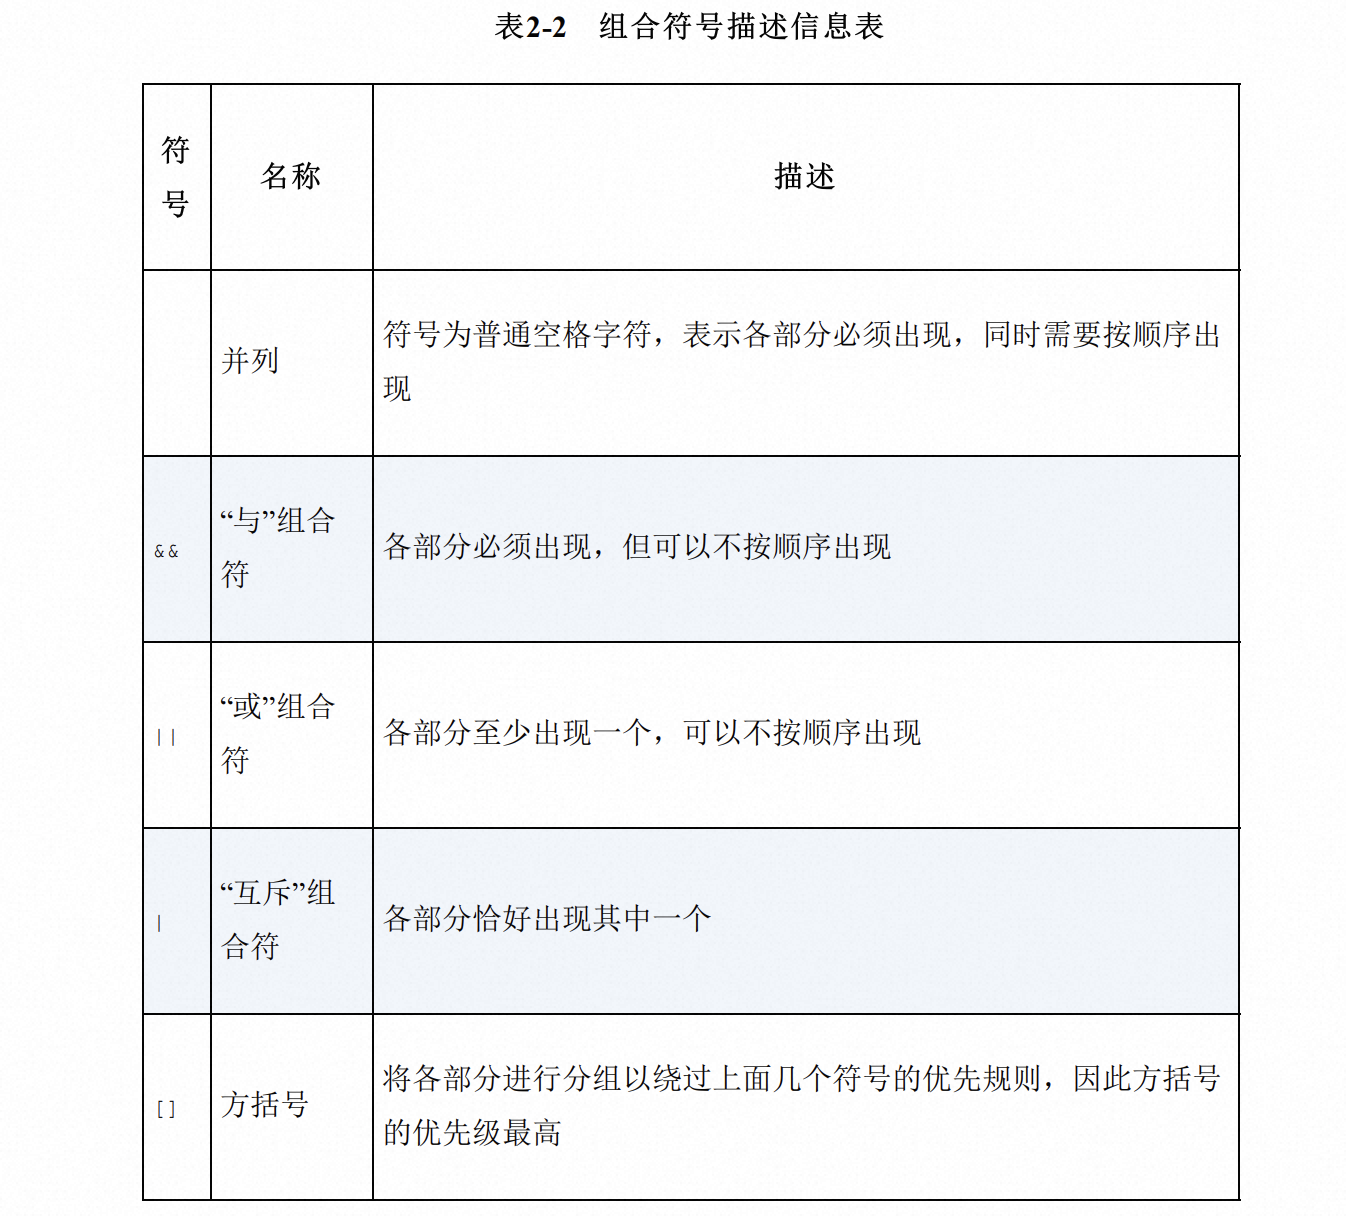 表2-2 组合符号描述信息表
符
号
名称
描述
并列
符号为普通空格字符，表示各部分必须出现，同时需要按顺序出
现
&&
“与”组合
符
各部分必须出现，但可以不按顺序出现
||
“或”组合
符
各部分至少出现一个，可以不按顺序出现
|
“互斥”组
合符
各部分恰好出现其中一个
[]
方括号
将各部分进行分组以绕过上面几个符号的优先规则，因此方括号
的优先级最高